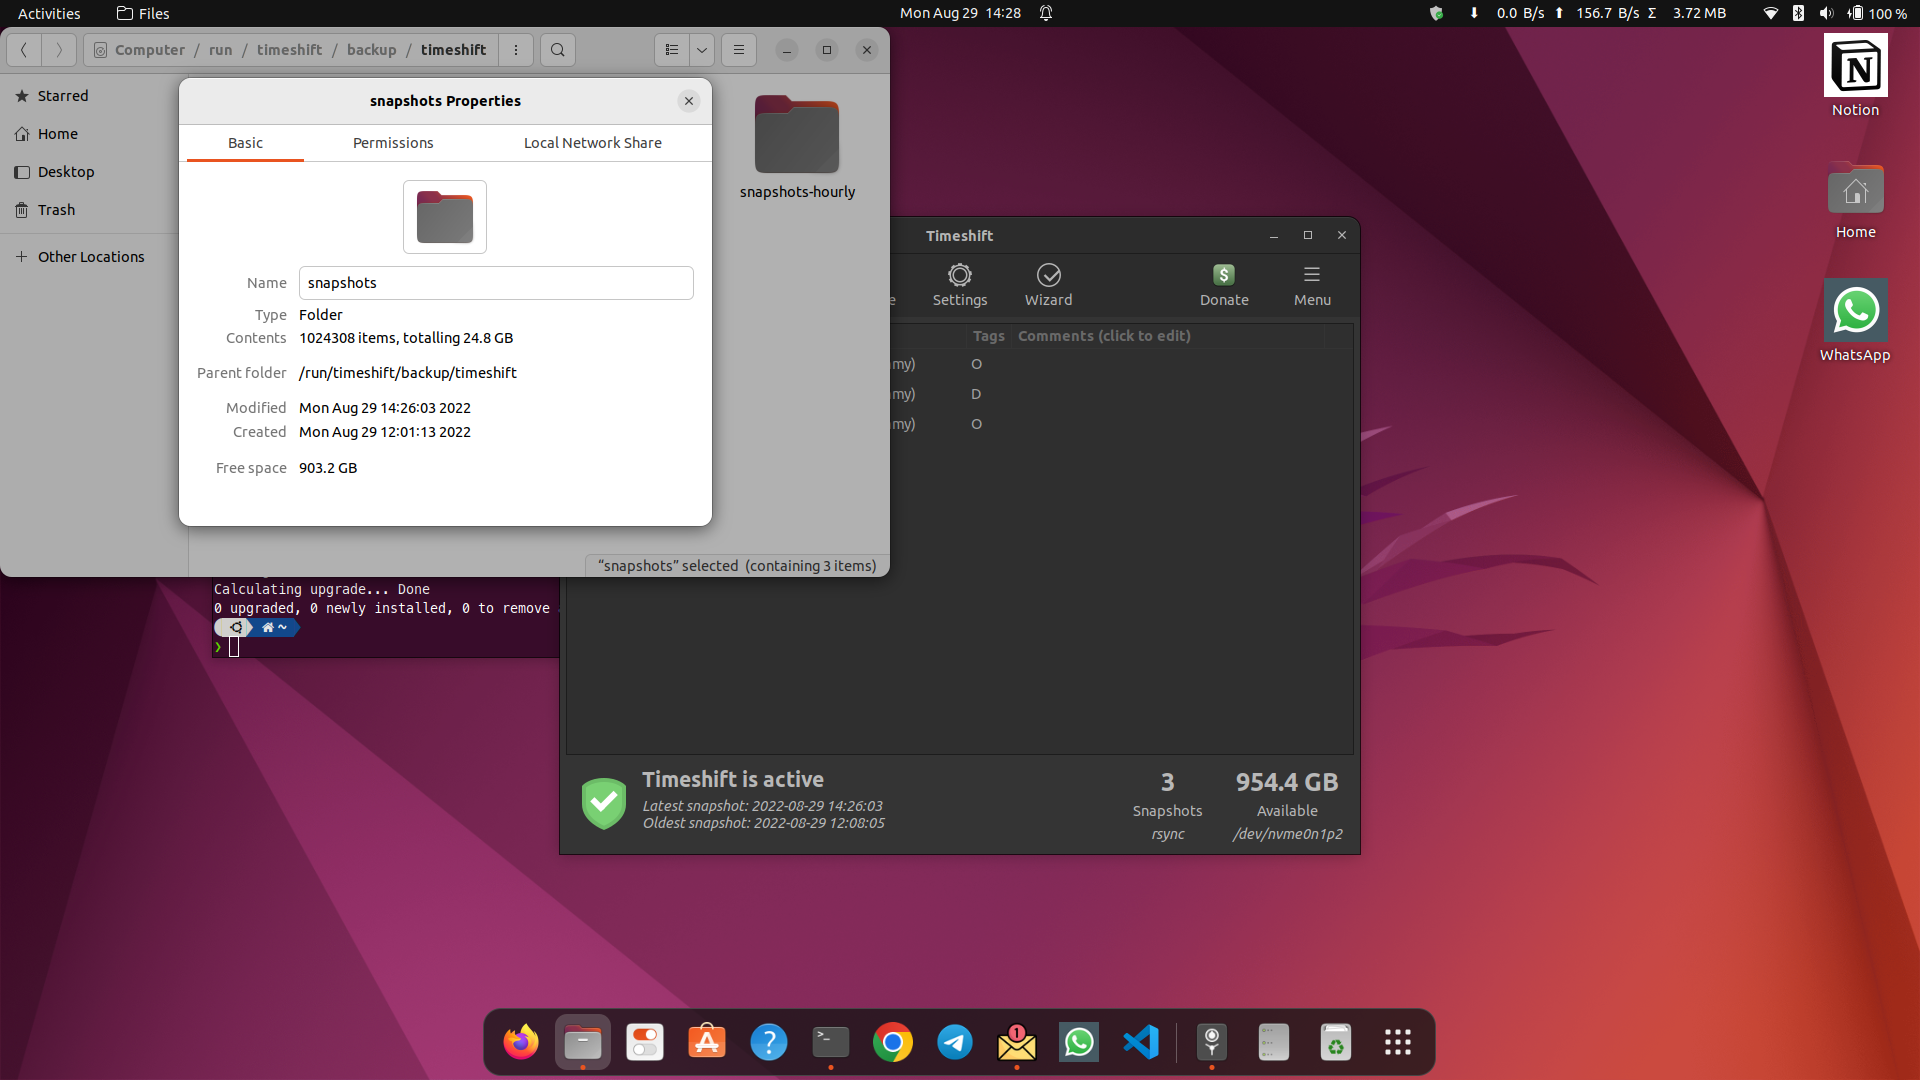 Activities Files Mon Aug 29 14:28 0.0 B/s 156.7 B/s Σ 3.72 MB 100 %
Computer / run / timeshift / backup / timeshift
Starred
Home
Desktop
Trash
Other Locations
snapshots Properties
Basic Permissions Local Network Share
Name snapshots
Type Folder
Contents 1024308 items, totalling 24.8 GB
Parent folder /run/timeshift/backup/timeshift
Modified Mon Aug 29 14:26:03 2022
Created Mon Aug 29 12:01:13 2022
Free space 903.2 GB
snapshots-hourly
“snapshots” selected (containing 3 items)
Calculating upgrade... Done
0 upgraded, 0 newly installed, 0 to remove
~
Timeshift
Settings Wizard Donate Menu
Tags Comments (click to edit)
my) O
my) D
my) O
Timeshift is active
Latest snapshot: 2022-08-29 14:26:03
Oldest snapshot: 2022-08-29 12:08:05
3
Snapshots
rsync
954.4 GB
Available
/dev/nvme0n1p2
Notion
Home
WhatsApp
1